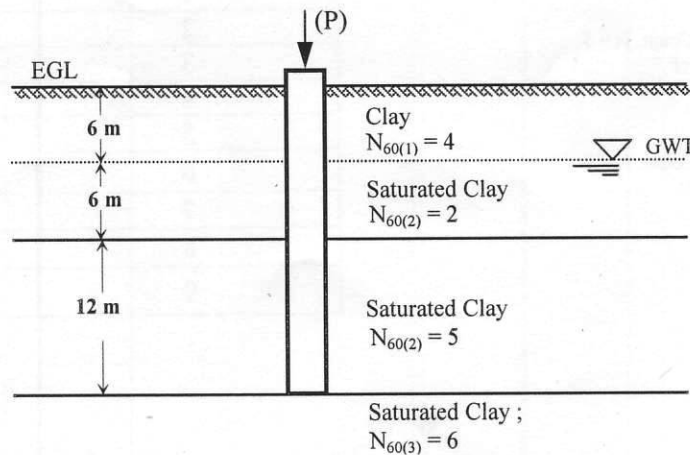 (P)
EGL
6 m
Clay
N60(1) = 4
GWT
6 m
Saturated Clay
N60(2) = 2
12 m
Saturated Clay
N60(2) = 5
Saturated Clay ;
N60(3) = 6